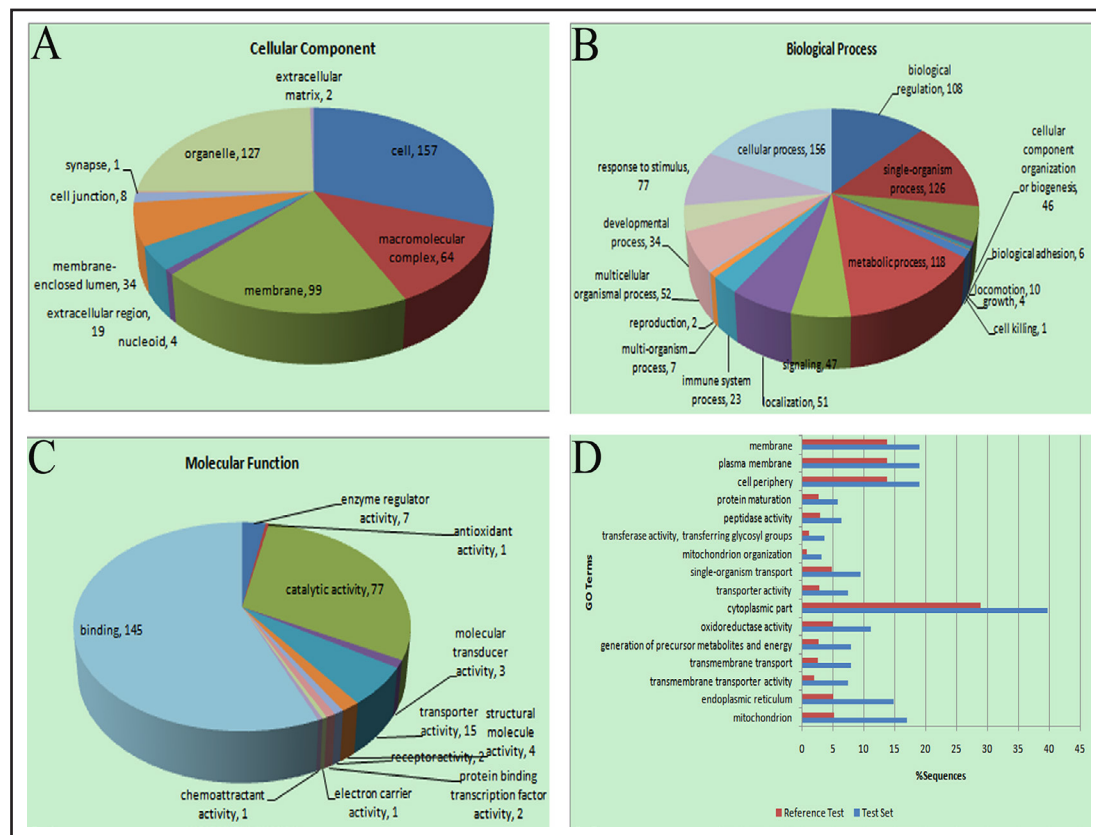 A
Cellular Component
extracellular
matrix, 2
cell, 157
organelle, 127
synapse, 1
cell junction, 8
macromolecular
complex, 64
membrane-
enclosed lumen, 34
membrane, 99
extracellular region,
19
nucleoid, 4
B
Biological Process
biological
regulation, 108
cellular
component
organization
or biogenesis,
46
cellular process, 156
single-organism
process, 126
response to stimulus,
77
developmental
process, 34
biological adhesion, 6
metabolic process, 118
multicellular
organismal process, 52
locomotion, 10
growth, 4
reproduction, 2
cell killing, 1
multi-organism
process, 7
signaling, 47
immune system
process, 23
localization, 51
C
Molecular Function
enzyme regulator
activity, 7
antioxidant
activity, 1
catalytic activity, 77
binding, 145
molecular
transducer
activity, 3
transporter
activity, 15
structural
molecule
activity, 4
receptor activity, 2
protein binding
transcription factor
activity, 2
chemoattractant
activity, 1
electron carrier
activity, 1
D
membrane
plasma membrane
cell periphery
protein maturation
peptidase activity
transferase activity, transferring glycosyl groups
mitochondrion organization
single-organism transport
transporter activity
cytoplasmic part
oxidoreductase activity
generation of precursor metabolites and energy
transmembrane transport
transmembrane transporter activity
endoplasmic reticulum
mitochondrion
GO Terms
0 5 10 15 20 25 30 35 40 45
%Sequences
Reference Test Test Set